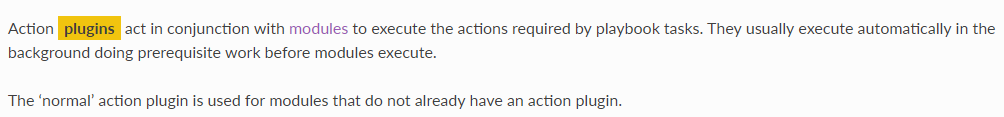 Action plugins act in conjunction with modules to execute the actions required by playbook tasks. They usually execute automatically in the
background doing prerequisite work before modules execute.
The ‘normal’ action plugin is used for modules that do not already have an action plugin.